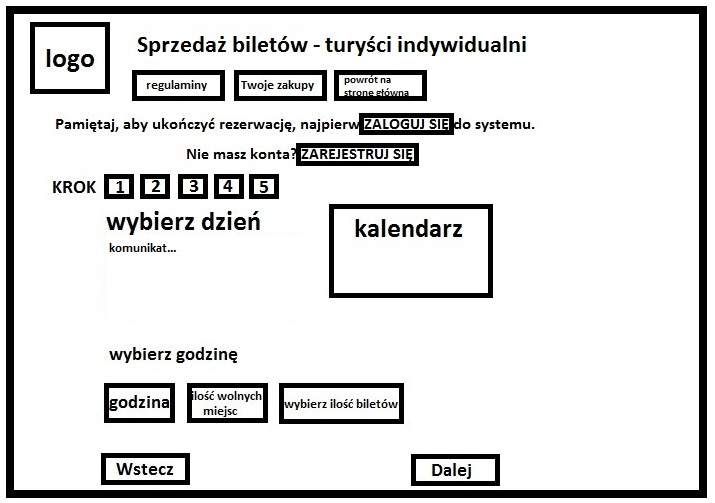 logo
Sprzedaż biletów - turyści indywidualni
regulaminy
Twoje zakupy
powrót na
stronę główna
Pamiętaj, aby ukończyć rezerwację, najpierw ZALOGUJ SIĘ do systemu.
Nie masz konta? ZAREJESTRUJ SIĘ
KROK 1 2 3 4 5
wybierz dzień
kalendarz
komunikat...
wybierz godzinę
godzina
ilość wolnych
miejsc
wybierz ilość biletów
Wstecz
Dalej